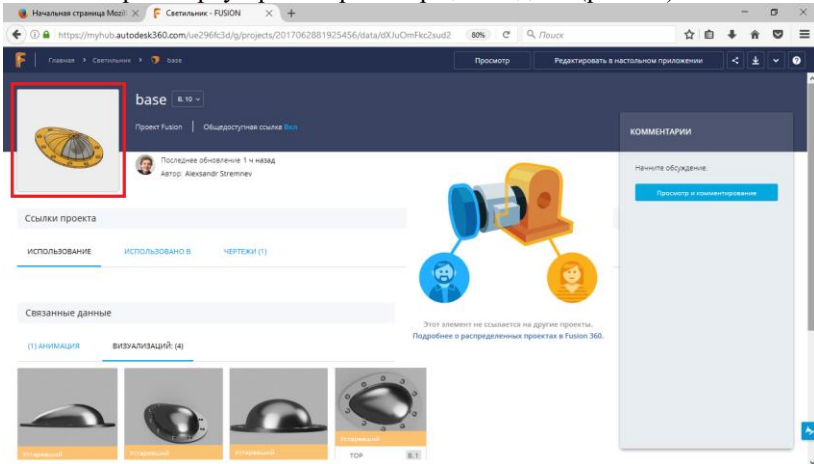 Начальная страница Mozil
Светильник - FUSION
https://myhub.autodesk360.com/ue296fc3d/g/projects/2017062881925456/data/dXJuOmFkc2sud2
80%
Поиск
Главная > Светильник > base
Просмотр
Редактировать в настольном приложении
base
В.10
Проект Fusion | Общедоступная ссылка Вкл
Последнее обновление 1 ч назад
Автор: Alexsandr Stremnev
КОММЕНТАРИИ
Начните обсуждение.
Просмотр и комментирование
Ссылки проекта
ИСПОЛЬЗОВАНИЕ
ИСПОЛЬЗОВАНО В
ЧЕРТЕЖИ (1)
Этот элемент не ссылается на другие проекты.
Подробнее о распределенных проектах в Fusion 360.
Связанные данные
(1) АНИМАЦИЯ
ВИЗУАЛИЗАЦИЙ: (4)
Устаревший
Устаревший
Устаревший
Устаревший
TOP
В.1